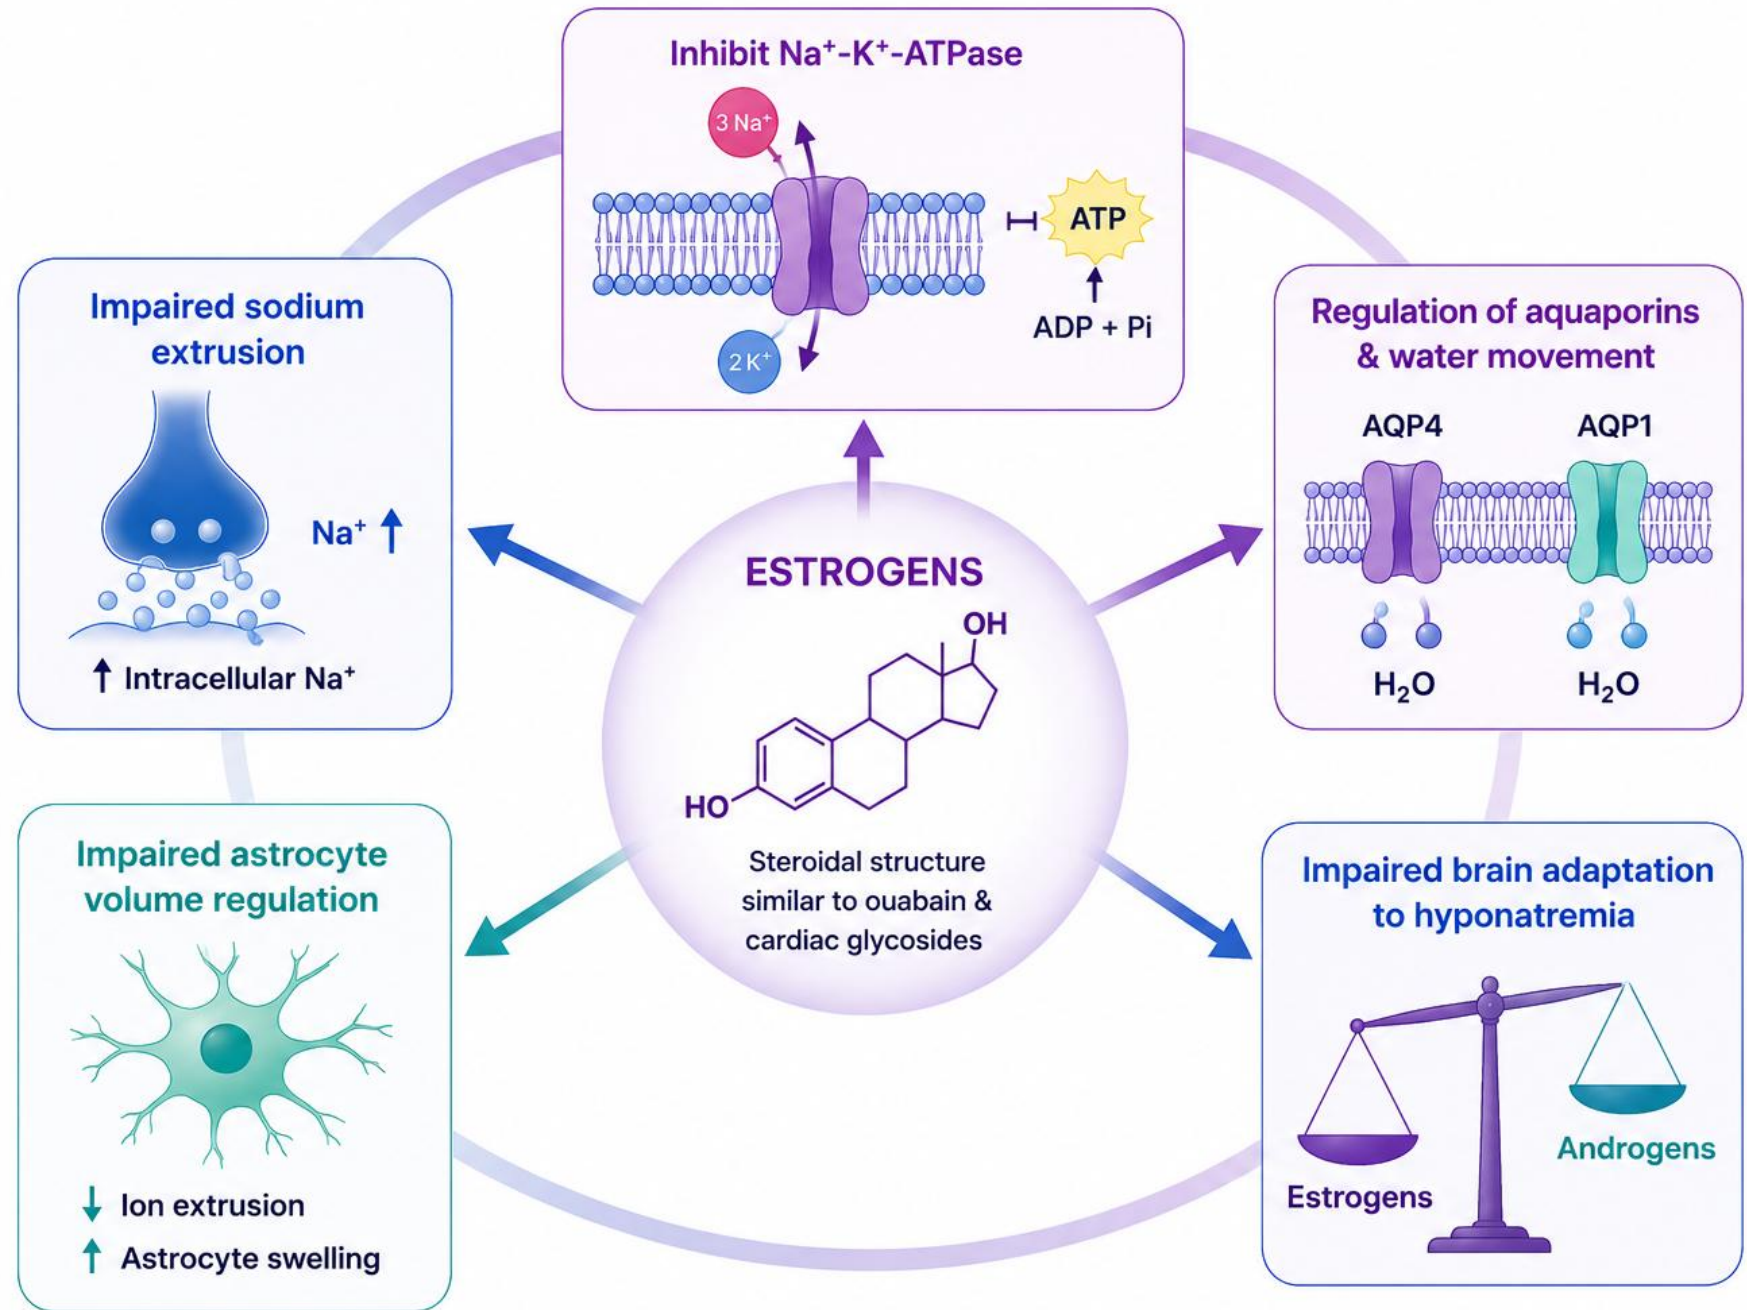 Inhibit Na⁺-K⁺-ATPase
3 Na⁺
2 K⁺
ATP
ADP + Pi
Impaired sodium
extrusion
Na⁺ ↑
↑ Intracellular Na⁺
Regulation of aquaporins
& water movement
AQP4
AQP1
H₂O
H₂O
ESTROGENS
OH
HO
Steroidal structure
similar to ouabain &
cardiac glycosides
Impaired astrocyte
volume regulation
↓ Ion extrusion
↑ Astrocyte swelling
Impaired brain adaptation
to hyponatremia
Androgens
Estrogens